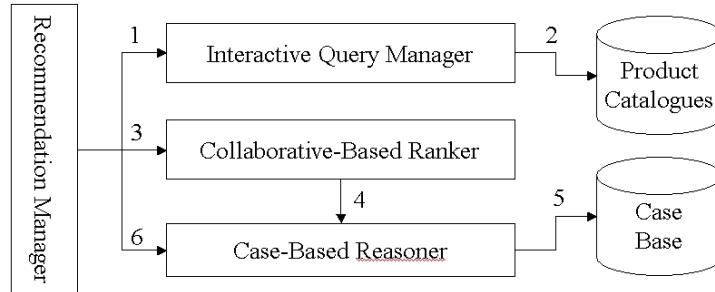 Recommendation Manager
1
Interactive Query Manager
2
Product
Catalogues
3
Collaborative-Based Ranker
4
5
Case
Base
6
Case-Based Reasoner